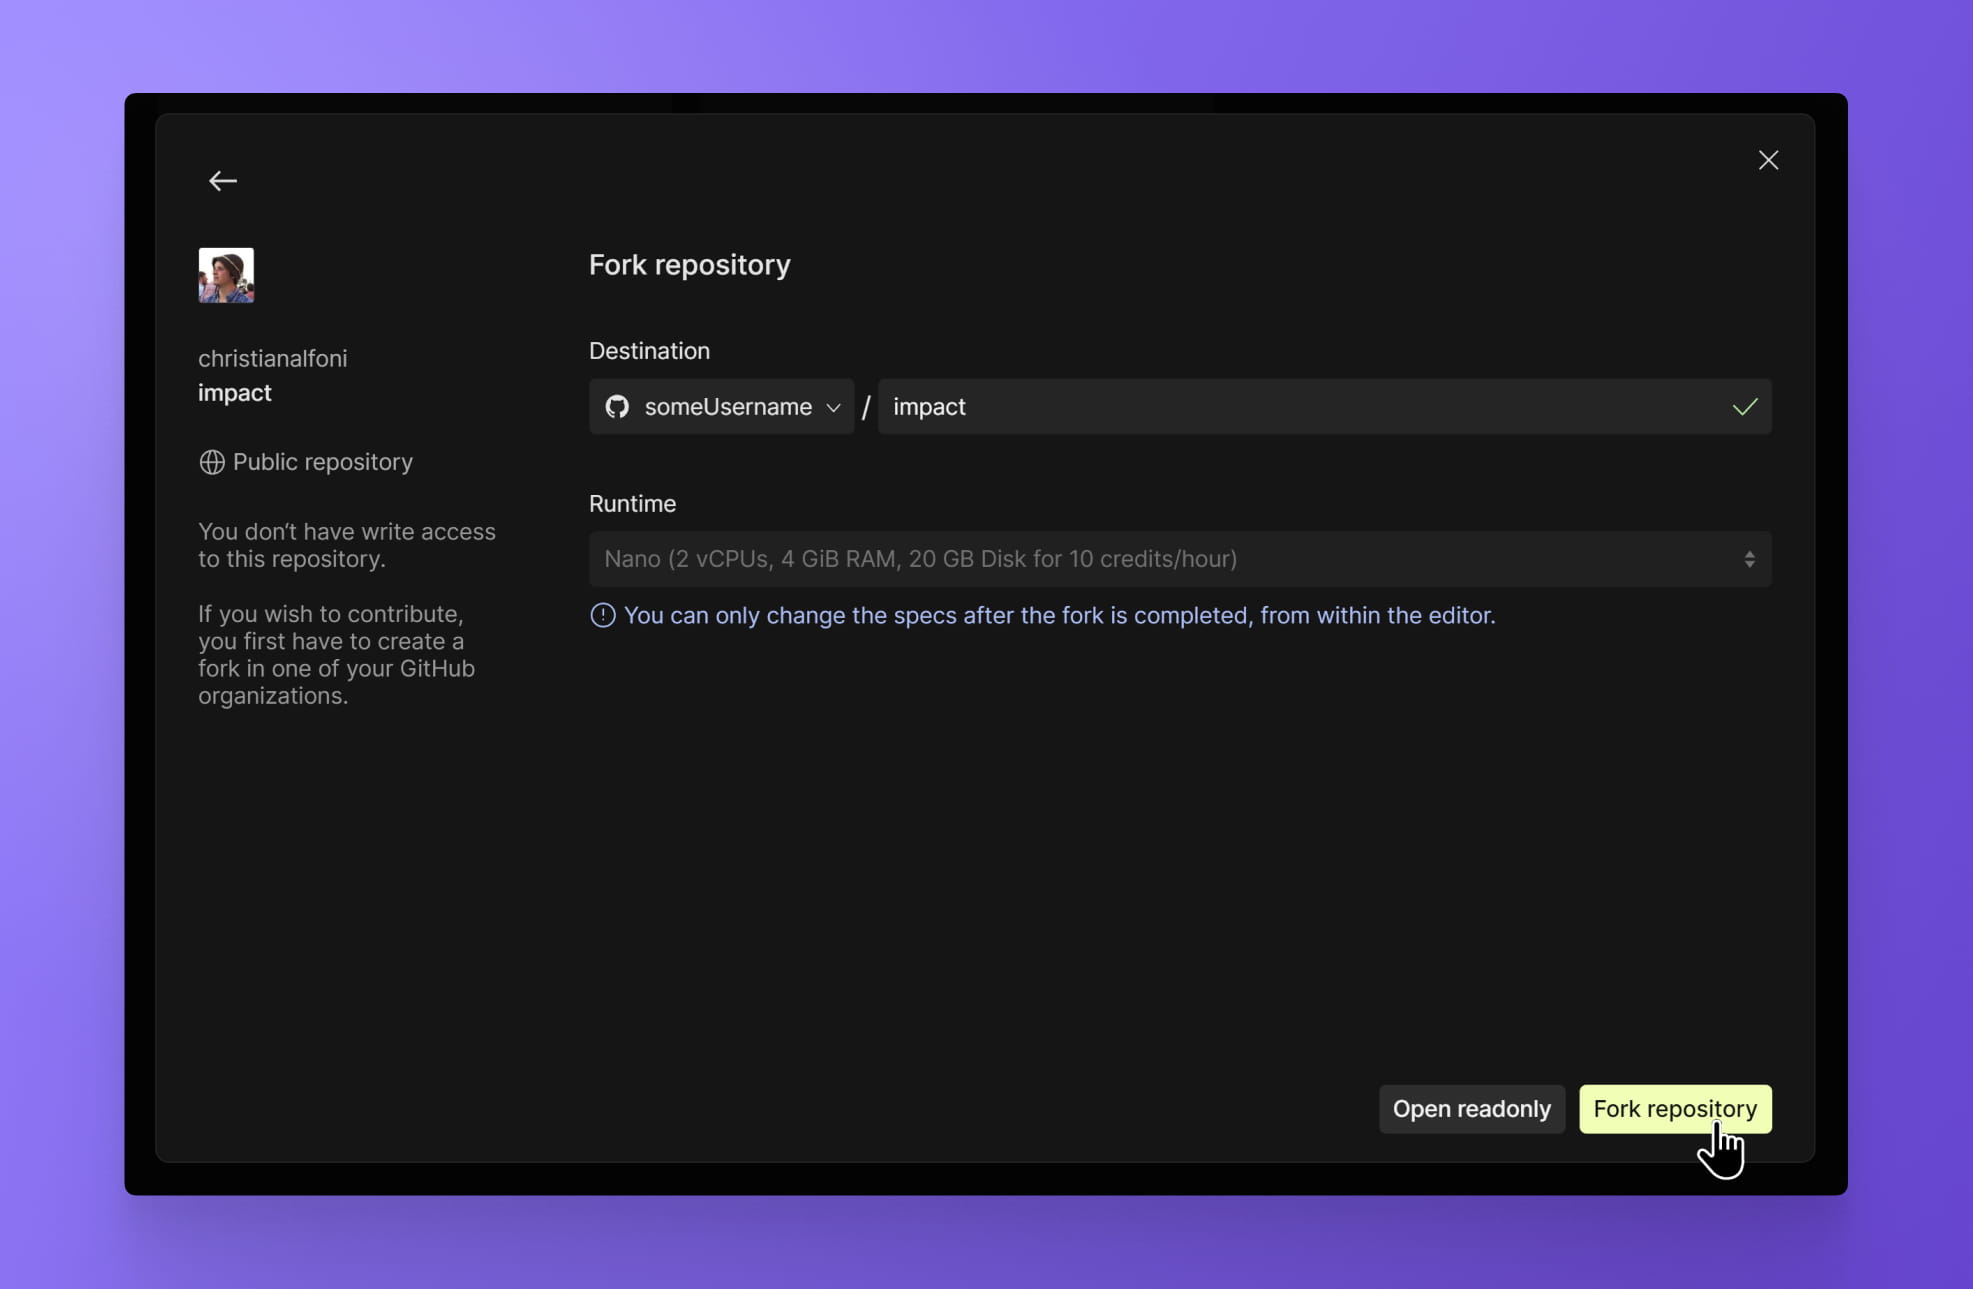 christianalfoni
impact
Public repository
You don't have write access
to this repository.
If you wish to contribute,
you first have to create a
fork in one of your GitHub
organizations.
Fork repository
Destination
someUsername / impact
Runtime
Nano (2 vCPUs, 4 GiB RAM, 20 GB Disk for 10 credits/hour)
You can only change the specs after the fork is completed, from within the editor.
Open readonly
Fork repository